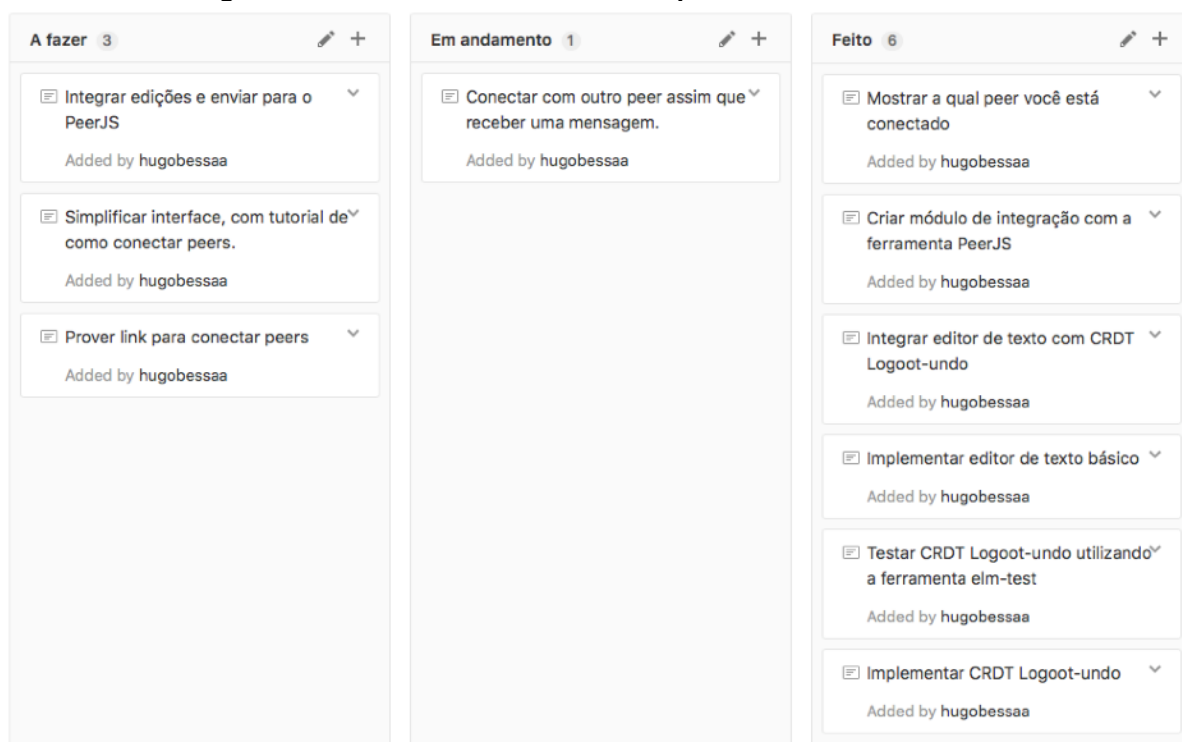 A fazer 3
Integrar edições e enviar para o
PeerJS
Added by hugobessaa
Simplificar interface, com tutorial de
como conectar peers.
Added by hugobessaa
Prover link para conectar peers
Added by hugobessaa
Em andamento 1
Conectar com outro peer assim que
receber uma mensagem.
Added by hugobessaa
Feito 6
Mostrar a qual peer você está
conectado
Added by hugobessaa
Criar módulo de integração com a
ferramenta PeerJS
Added by hugobessaa
Integrar editor de texto com CRDT
Logoot-undo
Added by hugobessaa
Implementar editor de texto básico
Added by hugobessaa
Testar CRDT Logoot-undo utilizando
a ferramenta elm-test
Added by hugobessaa
Implementar CRDT Logoot-undo
Added by hugobessaa